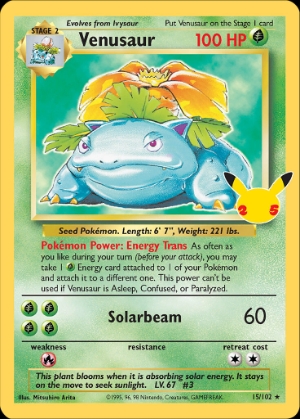 Evolves from Ivysaur Put Venusaur on the Stage 1 card
STAGE 2
Venusaur 100 HP
25
Seed Pokémon. Length: 6' 7", Weight: 221 lbs.
Pokémon Power: Energy Trans As often as
you like during your turn (before your attack), you may
take 1 Energy card attached to 1 of your Pokémon
and attach it to a different one. This power can't be
used if Venusaur is Asleep, Confused, or Paralyzed.
Solarbeam 60
weakness resistance retreat cost
This plant blooms when it is absorbing solar energy. It stays
on the move to seek sunlight. LV. 67 #3
Illus. Mitsuhiro Arita ©1995, 96, 98 Nintendo, Creatures, GAMEFREAK. 15/102 ★